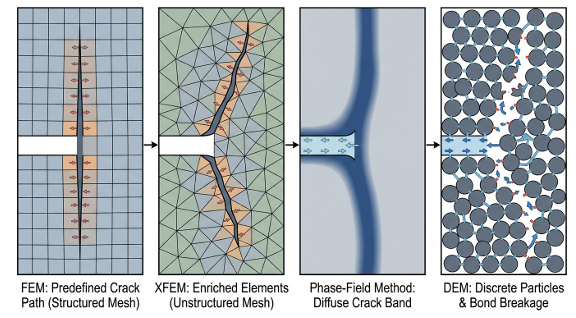 FEM: Predefined Crack
Path (Structured Mesh)
XFEM: Enriched Elements
(Unstructured Mesh)
Phase-Field Method:
Diffuse Crack Band
DEM: Discrete Particles
& Bond Breakage